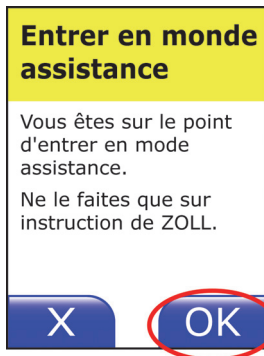 Entrer en monde
assistance
Vous êtes sur le point
d'entrer en mode
assistance.
Ne le faites que sur
instruction de ZOLL.
X
OK